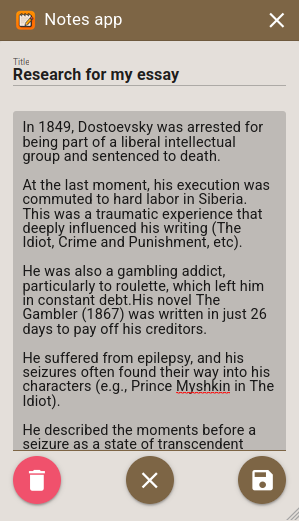 Notes app
Title
Research for my essay
In 1849, Dostoevsky was arrested for
being part of a liberal intellectual
group and sentenced to death.
At the last moment, his execution was
commuted to hard labor in Siberia.
This was a traumatic experience that
deeply influenced his writing (The
Idiot, Crime and Punishment, etc).
He was also a gambling addict,
particularly to roulette, which left him
in constant debt.His novel The
Gambler (1867) was written in just 26
days to pay off his creditors.
He suffered from epilepsy, and his
seizures often found their way into his
characters (e.g., Prince Myshkin in The
Idiot).
He described the moments before a
seizure as a state of transcendent